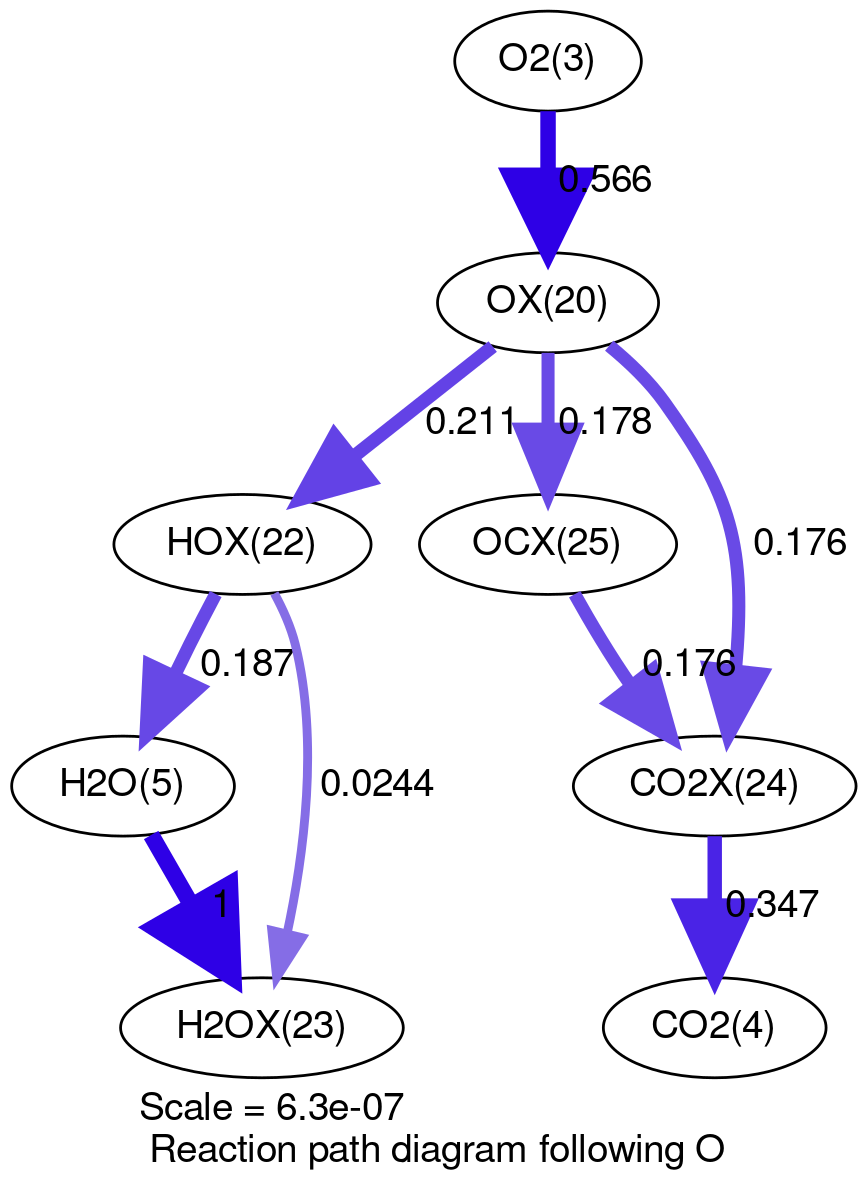 O2(3)
0.566
OX(20)
0.211
0.178
0.176
HOX(22)
OCX(25)
0.187
0.176
0.0244
H2O(5)
CO2X(24)
1
0.347
H2OX(23)
CO2(4)
Scale = 6.3e-07
Reaction path diagram following O